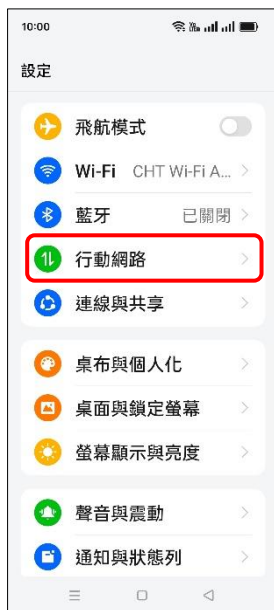 10:00
設定
飛航模式
Wi-Fi CHT Wi-Fi A...
藍牙 已關閉
行動網路
連線與共享
桌布與個人化
桌面與鎖定螢幕
螢幕顯示與亮度
聲音與震動
通知與狀態列